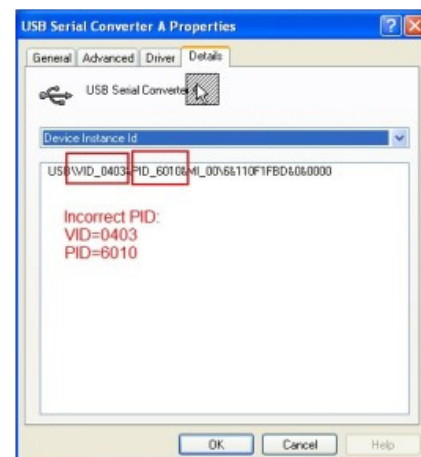 USB Serial Converter A Properties
General Advanced Driver Details
USB Serial Converter
Device Instance Id
USB\VID_0403&PID_6010&MI_00\6&110F1FBD&0&0000
Incorrect PID:
VID=0403
PID=6010
OK Cancel Help